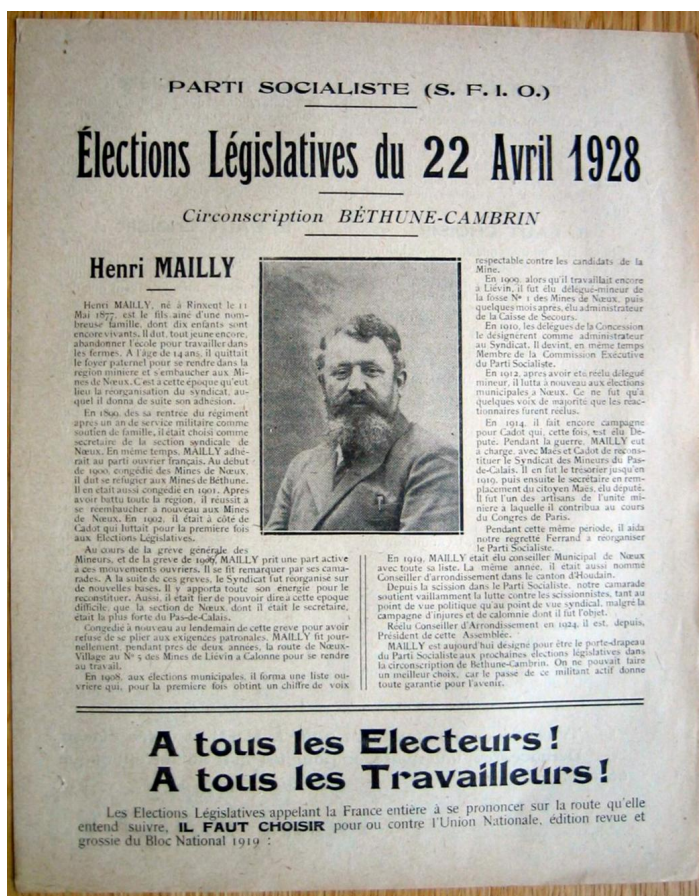 PARTI SOCIALISTE (S. F. I. O.)
Élections Législatives du 22 Avril 1928
Circonscription BÉTHUNE-CAMBRIN
Henri MAILLY
Henri MAILLY, né à Rinxent le 11
Mai 1877, est le fils aîné d'une nom-
breuse famille, dont dix enfants sont
encore vivants. Il dut, tout jeune encore,
abandonner l'école pour travailler dans
les fermes. A l'âge de 14 ans, il quittait
le foyer paternel pour se rendre dans la
région minière et s'embaucher aux Mi-
nes de Nœux. C'est à cette époque qu'eut
lieu la réorganisation du syndicat, au-
quel il donna de suite son adhésion.
En 1899, dès sa rentrée du régiment
après un an de service militaire comme
soutien de famille, il était choisi comme
secrétaire de la section syndicale de
Nœux. En même temps, MAILLY adhé-
rait au parti ouvrier français. Au début
de 1900, congédié des Mines de Nœux,
il dut se réfugier aux Mines de Béthune.
Il en était aussi congédié en 1901. Après
avoir battu toute la région, il réussit à
se réembaucher à nouveau aux Mines
de Nœux. En 1902, il était à côté de
Cadot qui luttait pour la première fois
aux Elections Législatives.
Au cours de la grève générale des
Mineurs, et de la grève de 1906, MAILLY prit une part active
à ces mouvements ouvriers. Il se fit remarquer par ses cama-
rades. A la suite de ces grèves, le Syndicat fut réorganisé sur
de nouvelles bases. Il y apporta toute son énergie pour le
reconstituer. Aussi, il était fier de pouvoir dire à cette époque
difficile, que la section de Nœux, dont il était le secrétaire,
était la plus forte du Pas-de-Calais.
Congédié à nouveau au lendemain de cette grève pour avoir
refusé de se plier aux exigences patronales, MAILLY fit jour-
nellement, pendant près de deux années, la route de Nœux-
Village au N° 5 des Mines de Liévin à Calonne pour se rendre
au travail.
En 1908, aux élections municipales, il forma une liste ou-
vrière qui, pour la première fois obtint un chiffre de voix
respectable contre les candidats de la
Mine.
En 1909, alors qu'il travaillait encore
à Liévin, il fut élu délégué-mineur de
la fosse N° 1 des Mines de Nœux, puis
quelques mois après, élu administrateur
de la Caisse de Secours.
En 1910, les délégués de la Concession
le désignèrent comme administrateur
au Syndicat. Il devint, en même temps
Membre de la Commission Exécutive
du Parti Socialiste.
En 1912, après avoir été réélu délégué
mineur, il lutta à nouveau aux élections
municipales à Nœux. Ce ne fut qu'à
quelques voix de majorité que les réac-
tionnaires furent réélus.
En 1914, il fait encore campagne
pour Cadot qui, cette fois, est élu Dé-
puté. Pendant la guerre, MAILLY eut
à charge, avec Maës et Cadot de recons-
tituer le Syndicat des Mineurs du Pas-
de-Calais. Il en fut le trésorier jusqu'en
1919, puis ensuite le secrétaire en rem-
placement du citoyen Maës, élu député.
Il fut l'un des artisans de l'unité mi-
nière à laquelle il contribua au cours
du Congrès de Paris.
Pendant cette même période, il aida
notre regretté Ferrand à réorganiser
le Parti Socialiste.
En 1919, MAILLY était élu conseiller Municipal de Nœux
avec toute sa liste. La même année, il était aussi nommé
Conseiller d'arrondissement dans le canton d'Houdain.
Depuis la scission dans le Parti Socialiste, notre camarade
soutient vaillamment la lutte contre les scissionnistes, tant au
point de vue politique qu'au point de vue syndical, malgré la
campagne d'injures et de calomnie dont il fut l'objet.
Réélu Conseiller d'Arrondissement en 1924, il est, depuis,
Président de cette Assemblée.
MAILLY est aujourd'hui désigné pour être le porte-drapeau
du Parti Socialiste aux prochaines élections législatives dans
la circonscription de Béthune-Cambrin. On ne pouvait faire
un meilleur choix, car le passé de ce militant actif donne
toute garantie pour l'avenir.
A tous les Electeurs !
A tous les Travailleurs !
Les Elections Législatives appelant la France entière à se prononcer sur la route qu'elle
entend suivre, IL FAUT CHOISIR pour ou contre l'Union Nationale, édition revue et
grossie du Bloc National 1919 :